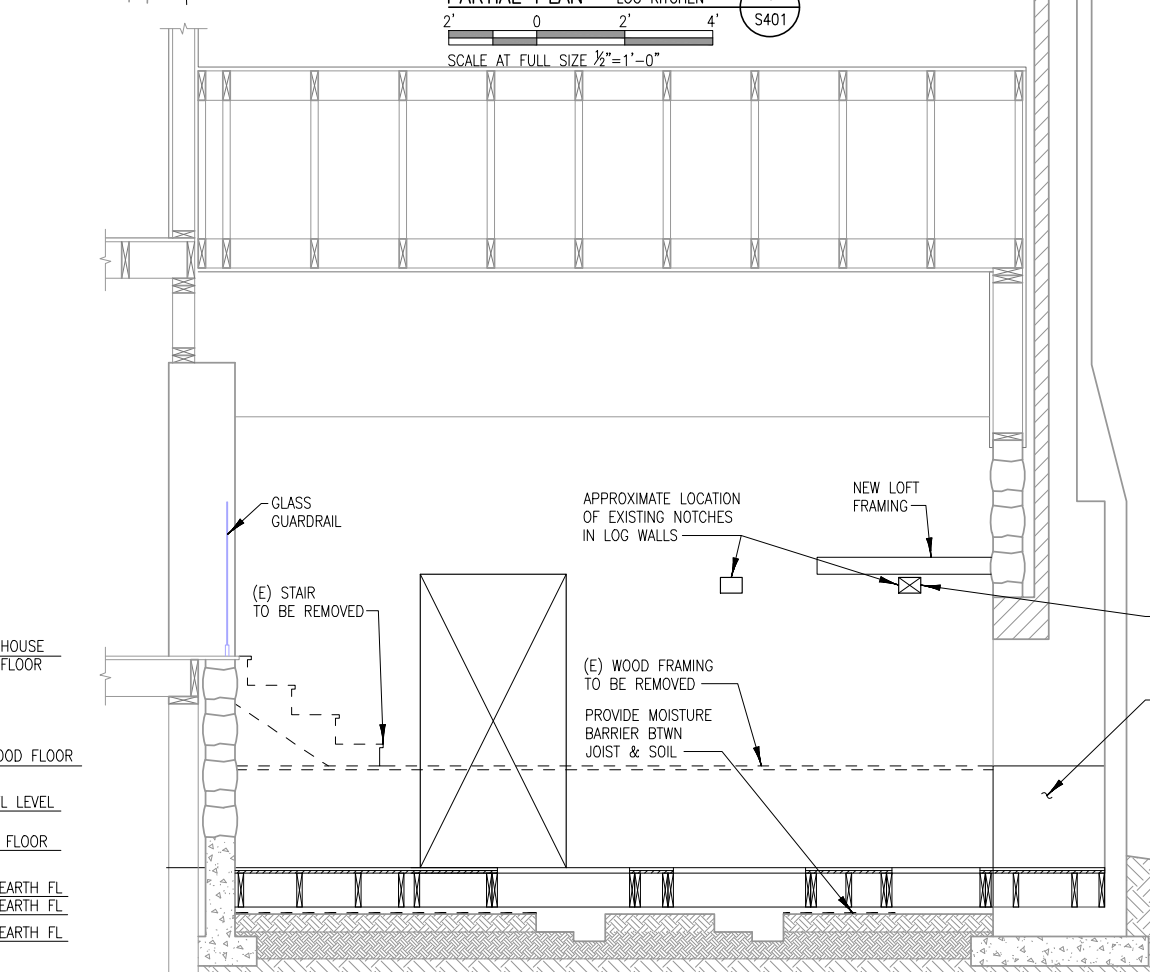 2' 0 2' 4'
S401
SCALE AT FULL SIZE ½"=1'-0"
GLASS
GUARDRAIL
APPROXIMATE LOCATION
OF EXISTING NOTCHES
IN LOG WALLS
NEW LOFT
FRAMING
(E) STAIR
TO BE REMOVED
HOUSE
FLOOR
(E) WOOD FRAMING
TO BE REMOVED
PROVIDE MOISTURE
BARRIER BTWN
JOIST & SOIL
OOD FLOOR
L LEVEL
FLOOR
EARTH FL
EARTH FL
EARTH FL